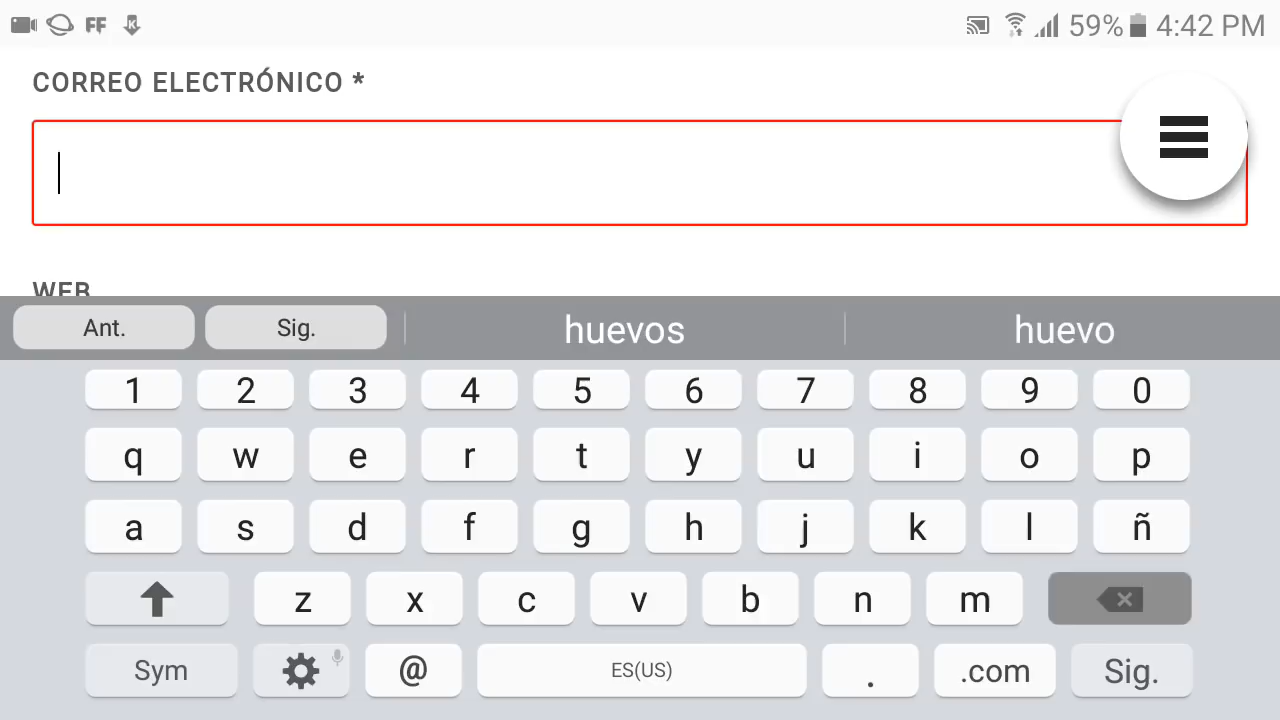 FF K 59% 4:42 PM
CORREO ELECTRÓNICO *
WEB
Ant. Sig. huevos huevo
1 2 3 4 5 6 7 8 9 0
q w e r t y u i o p
a s d f g h j k l ñ
z x c v b n m
Sym @ ES(US) . .com Sig.